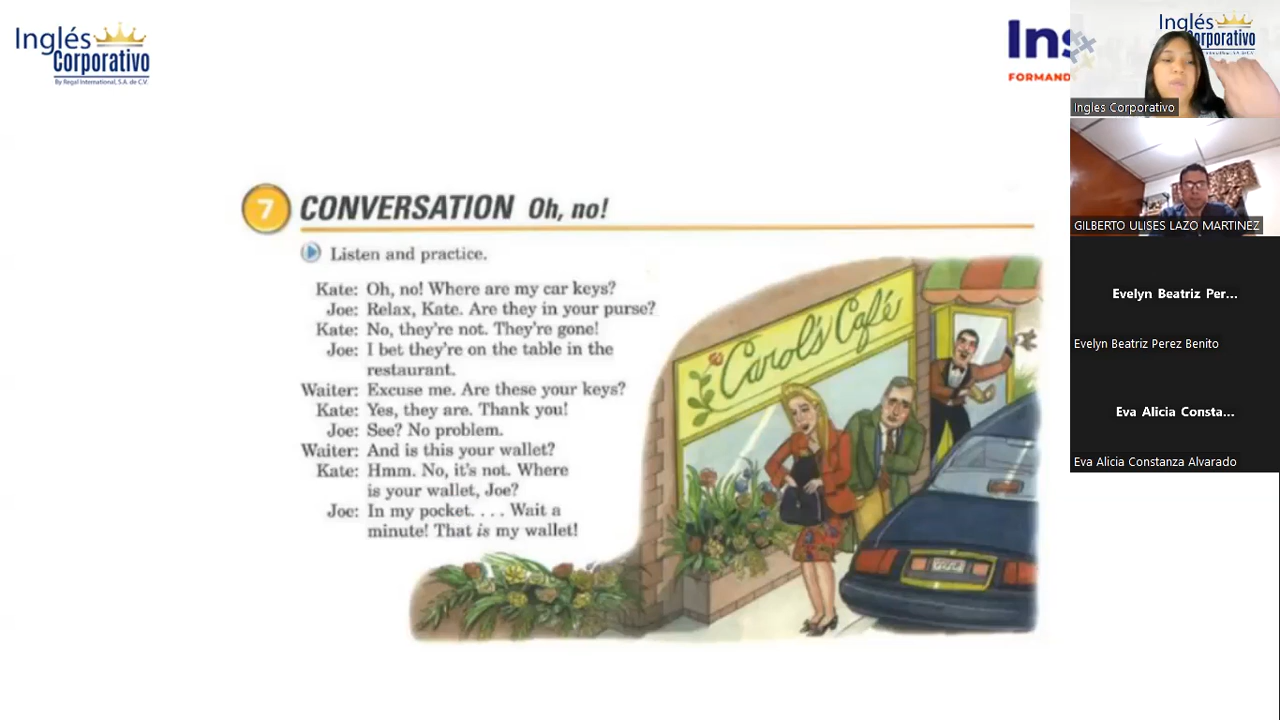 Inglés
Corporativo
By Regal International, S.A. de C.V.
Ins
FORMAND
Inglés
Corporativo
Ingles Corporativo
GILBERTO ULISES LAZO MARTINEZ
Evelyn Beatriz Per...
Evelyn Beatriz Perez Benito
Eva Alicia Consta...
Eva Alicia Constanza Alvarado
7 CONVERSATION Oh, no!
Listen and practice.
Kate: Oh, no! Where are my car keys?
Joe: Relax, Kate. Are they in your purse?
Kate: No, they're not. They're gone!
Joe: I bet they're on the table in the
restaurant.
Waiter: Excuse me. Are these your keys?
Kate: Yes, they are. Thank you!
Joe: See? No problem.
Waiter: And is this your wallet?
Kate: Hmm. No, it's not. Where
is your wallet, Joe?
Joe: In my pocket. . . . Wait a
minute! That is my wallet!
Carol's Café